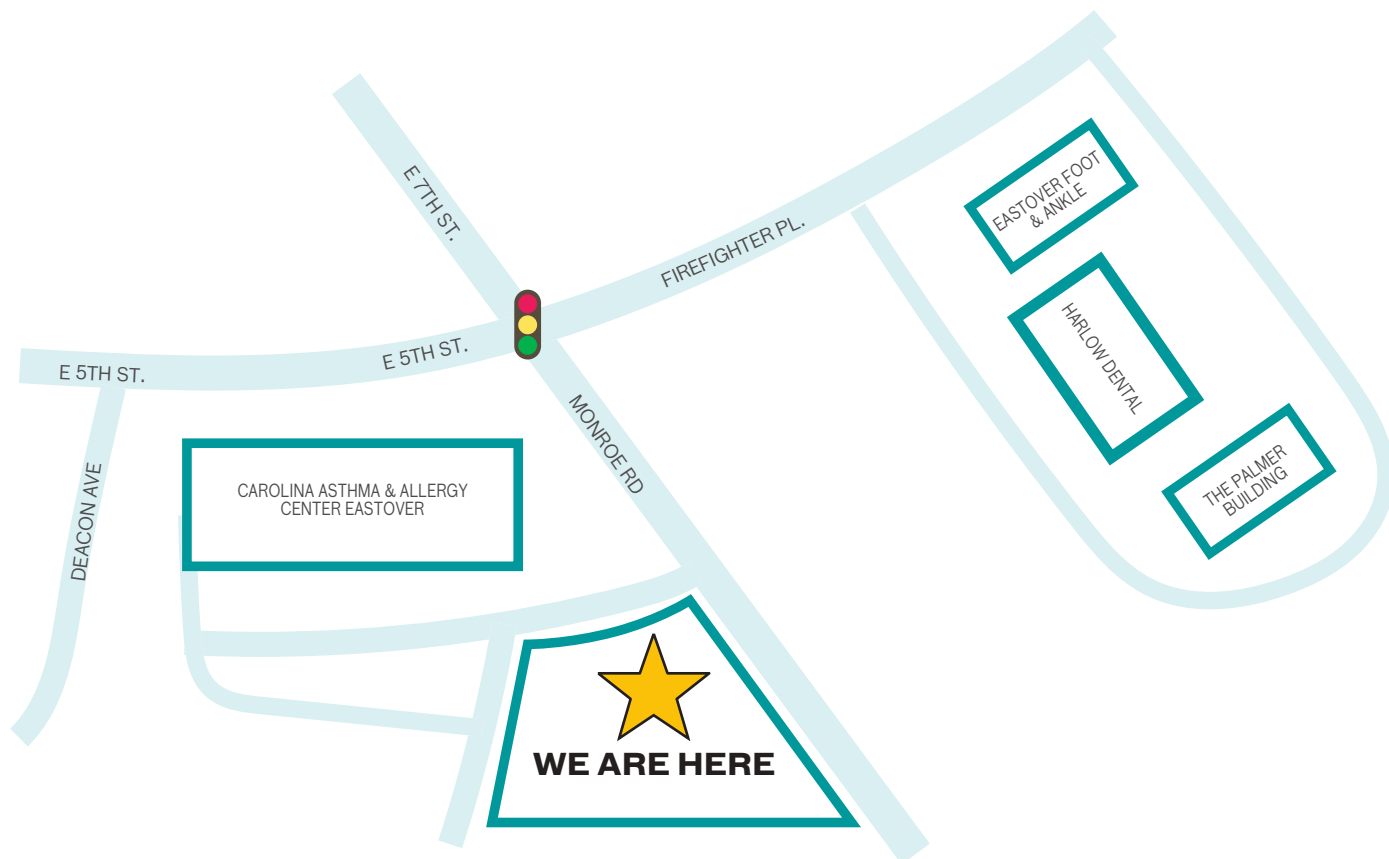 EASTOVER FOOT
& ANKLE
E 7TH ST.
FIREFIGHTER PL.
HARLOW DENTAL
E 5TH ST.
E 5TH ST.
MONROE RD
THE PALMER
BUILDING
CAROLINA ASTHMA & ALLERGY
CENTER EASTOVER
DEACON AVE
WE ARE HERE